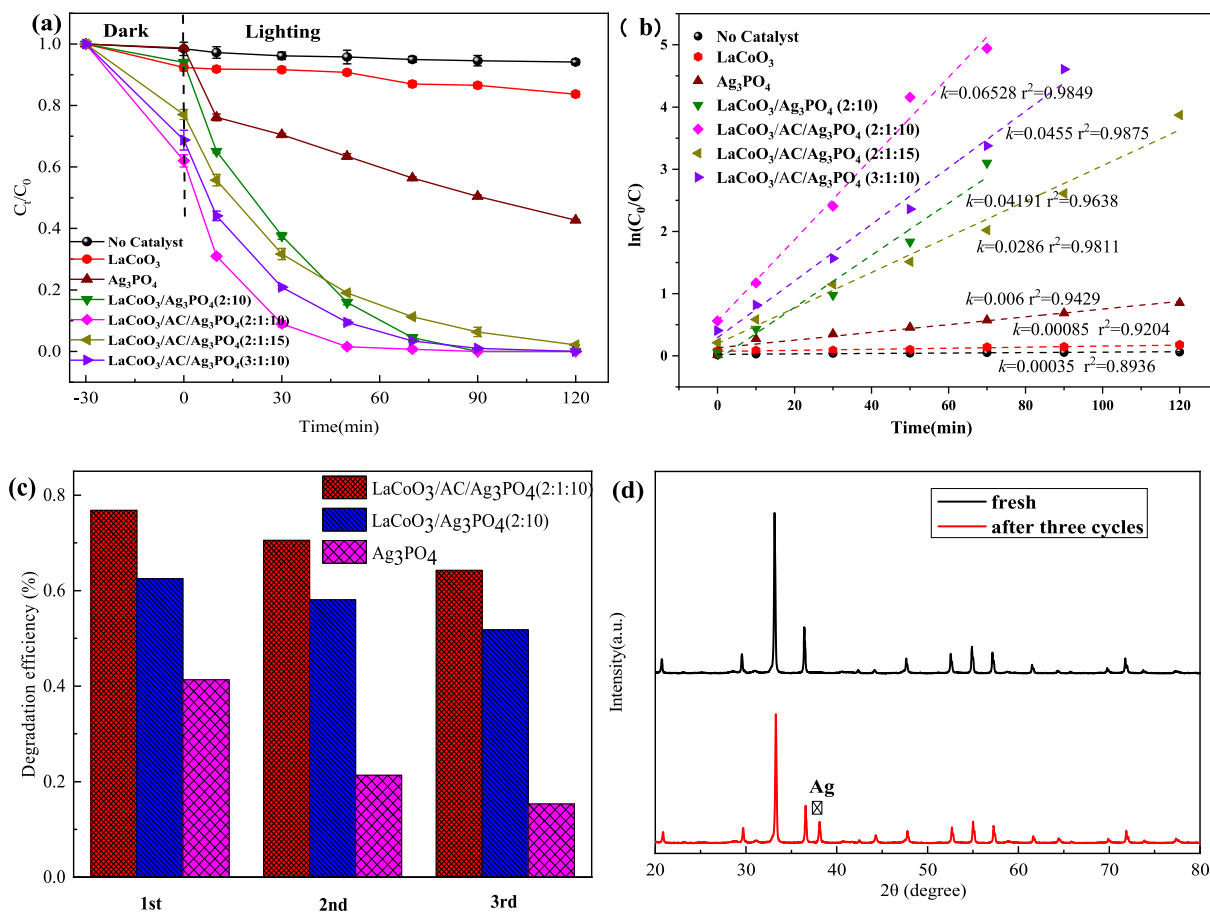 (a)
Dark
Lighting
1.0
0.8
0.6
0.4
0.2
0.0
Cₜ/C₀
No Catalyst
LaCoO₃
Ag₃PO₄
LaCoO₃/Ag₃PO₄(2:10)
LaCoO₃/AC/Ag₃PO₄(2:1:10)
LaCoO₃/AC/Ag₃PO₄(2:1:15)
LaCoO₃/AC/Ag₃PO₄(3:1:10)
-30 0 30 60 90 120
Time(min)
( b )
5
4
3
2
1
0
ln(C₀/C)
No Catalyst
LaCoO₃
Ag₃PO₄
LaCoO₃/Ag₃PO₄ (2:10)
LaCoO₃/AC/Ag₃PO₄ (2:1:10)
LaCoO₃/AC/Ag₃PO₄ (2:1:15)
LaCoO₃/AC/Ag₃PO₄ (3:1:10)
k=0.06528 r²=0.9849
k=0.0455 r²=0.9875
k=0.04191 r²=0.9638
k=0.0286 r²=0.9811
k=0.006 r²=0.9429
k=0.00085 r²=0.9204
k=0.00035 r²=0.8936
0 20 40 60 80 100 120
Time(min)
(c)
0.8
0.6
0.4
0.2
0.0
Degradation efficiency (%)
LaCoO₃/AC/Ag₃PO₄(2:1:10)
LaCoO₃/Ag₃PO₄(2:10)
Ag₃PO₄
1st 2nd 3rd
(d)
fresh
after three cycles
Ag
Intensity(a.u.)
20 30 40 50 60 70 80
2θ (degree)